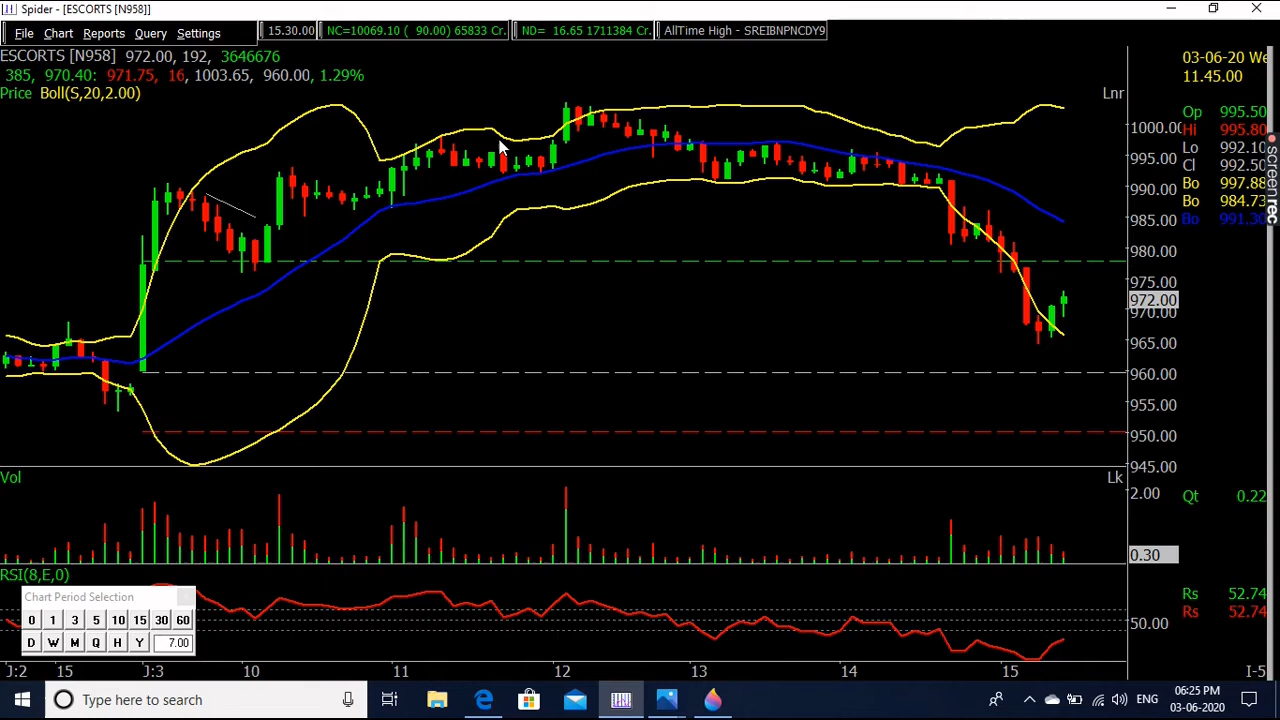 Spider - [ESCORTS [N958]]
File Chart Reports Query Settings
15.30.00 NC=10069.10 ( 90.00) 65833 Cr. ND= 16.65 1711384 Cr. AllTime High - SREIBNPNCDY9
ESCORTS [N958] 972.00, 192, 3646676
385, 970.40: 971.75, 16, 1003.65, 960.00, 1.29%
Price Boll(S,20,2.00)
Lnr
1000.00
995.00
990.00
985.00
980.00
975.00
972.00
970.00
965.00
960.00
955.00
950.00
945.00
03-06-20 We
11.45.00
Op 995.50
Hi 995.80
Lo 992.10
Cl 992.50
Bo 997.88
Bo 984.73
Bo 991.30
screenrec
Vol
Lk
2.00
0.30
Qt 0.22
RSI(8,E,0)
50.00
Rs 52.74
Rs 52.74
Chart Period Selection
0 1 3 5 10 15 30 60
D W M Q H Y 7.00
J:2 15 J:3 10 11 12 13 14 15 I-5
Type here to search
ENG
06:25 PM
03-06-2020